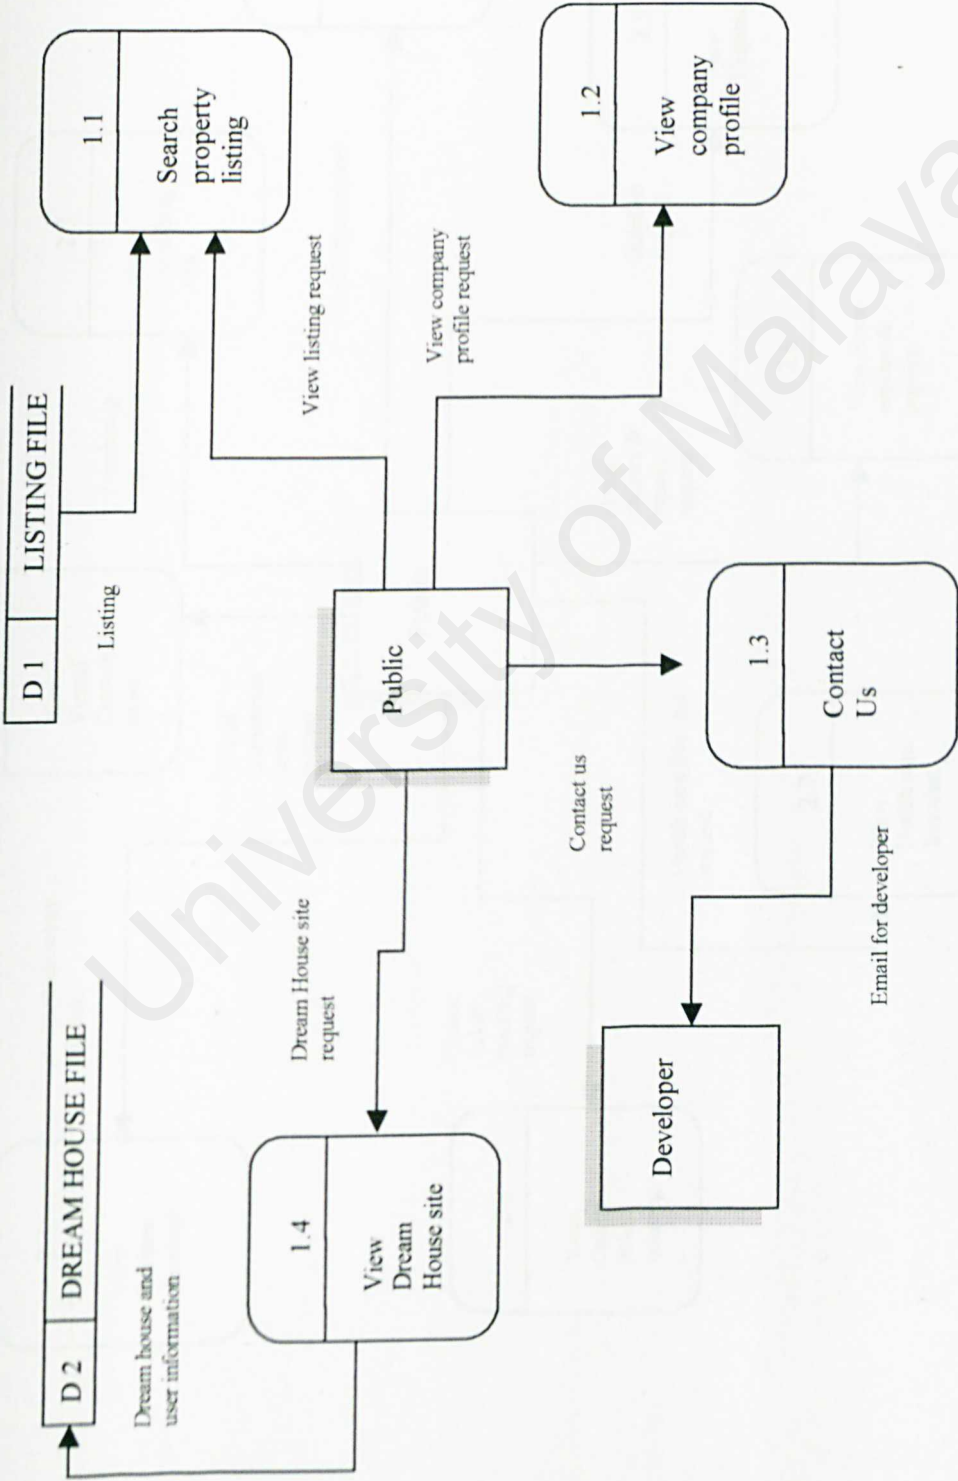 D 2 DREAM HOUSE FILE
Dream house and
user information
1.4
View
Dream
House site
Dream House site
request
D 1 LISTING FILE
Listing
1.1
Search
property
listing
View listing request
Public
View company
profile request
1.2
View
company
profile
Contact us
request
1.3
Contact
Us
Email for developer
Developer
University of Malaya